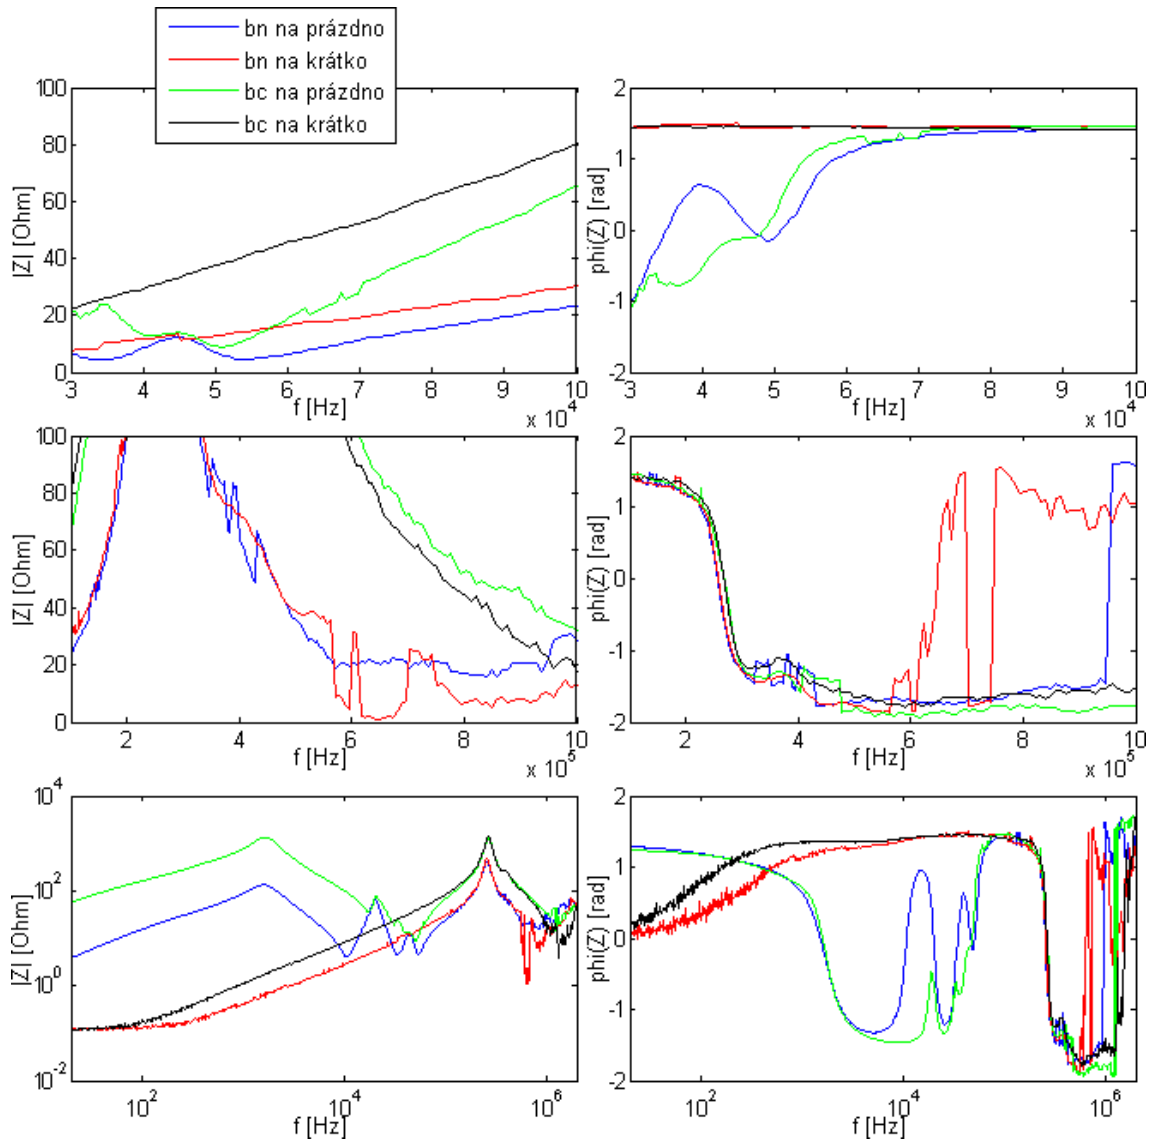 bn na prázdno
bn na krátko
bc na prázdno
bc na krátko
100
80
60
40
20
0
|Z| [Ohm]
3 4 5 6 7 8 9 10
f [Hz]
x 10^4
2
1
0
-1
-2
phi(Z) [rad]
3 4 5 6 7 8 9 10
f [Hz]
x 10^4
100
80
60
40
20
0
|Z| [Ohm]
2 4 6 8 10
f [Hz]
x 10^5
2
1
0
-1
-2
phi(Z) [rad]
2 4 6 8 10
f [Hz]
x 10^5
10^4
10^2
10^0
10^-2
|Z| [Ohm]
10^2 10^4 10^6
f [Hz]
2
1
0
-1
-2
phi(Z) [rad]
10^2 10^4 10^6
f [Hz]